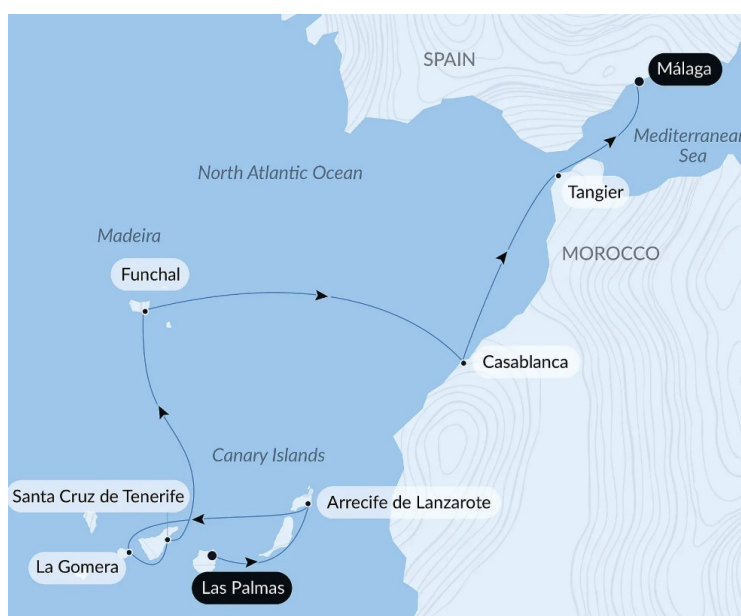 SPAIN
Málaga
Mediterranean
Sea
North Atlantic Ocean
Tangier
Madeira
MOROCCO
Funchal
Casablanca
Canary Islands
Santa Cruz de Tenerife
Arrecife de Lanzarote
La Gomera
Las Palmas